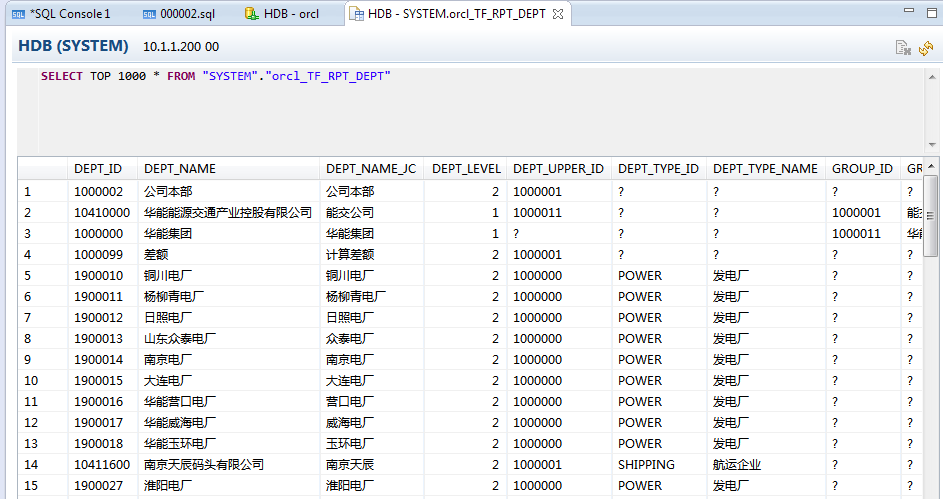 *SQL Console 1 000002.sql HDB - orcl HDB - SYSTEM.orcl_TF_RPT_DEPT
HDB (SYSTEM) 10.1.1.200 00
SELECT TOP 1000 * FROM "SYSTEM"."orcl_TF_RPT_DEPT"
DEPT_ID DEPT_NAME DEPT_NAME_JC DEPT_LEVEL DEPT_UPPER_ID DEPT_TYPE_ID DEPT_TYPE_NAME GROUP_ID GR
1 1000002 公司本部 公司本部 2 1000001 ? ? ? ?
2 10410000 华能能源交通产业控股有限公司 能交公司 1 1000011 ? ? 1000001 能
3 1000000 华能集团 华能集团 1 ? ? ? 1000011 华
4 1000099 差额 计算差额 2 1000001 ? ? ? ?
5 1900010 铜川电厂 铜川电厂 2 1000000 POWER 发电厂 ? ?
6 1900011 杨柳青电厂 杨柳青电厂 2 1000000 POWER 发电厂 ? ?
7 1900012 日照电厂 日照电厂 2 1000000 POWER 发电厂 ? ?
8 1900013 山东众泰电厂 众泰电厂 2 1000000 POWER 发电厂 ? ?
9 1900014 南京电厂 南京电厂 2 1000000 POWER 发电厂 ? ?
10 1900015 大连电厂 大连电厂 2 1000000 POWER 发电厂 ? ?
11 1900016 华能营口电厂 营口电厂 2 1000000 POWER 发电厂 ? ?
12 1900017 华能威海电厂 威海电厂 2 1000000 POWER 发电厂 ? ?
13 1900018 华能玉环电厂 玉环电厂 2 1000000 POWER 发电厂 ? ?
14 10411600 南京天辰码头有限公司 南京天辰 2 1000001 SHIPPING 航运企业 ? ?
15 1900027 淮阳电厂 淮阳电厂 2 1000000 POWER 发电厂 ? ?